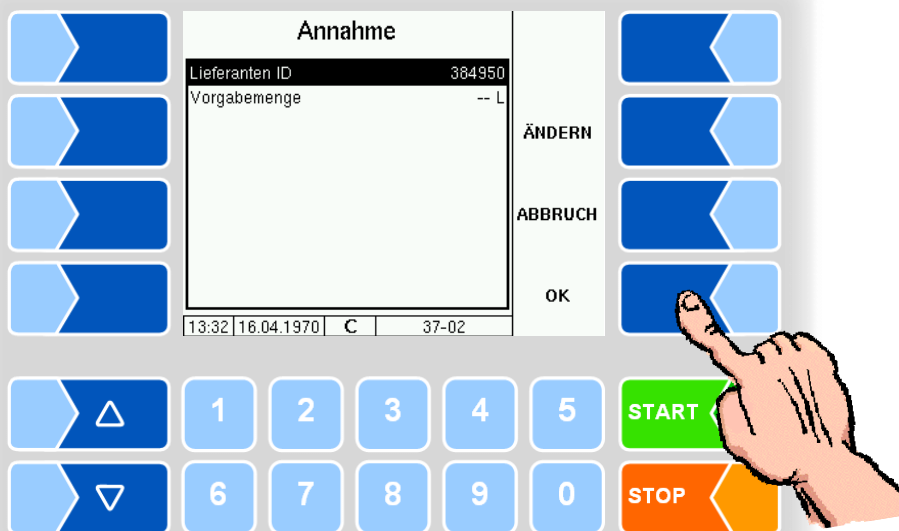 Annahme
Lieferanten ID 384950
Vorgabemenge -- L
ÄNDERN
ABBRUCH
OK
13:32 16.04.1970 C 37-02
1 2 3 4 5 START
6 7 8 9 0 STOP